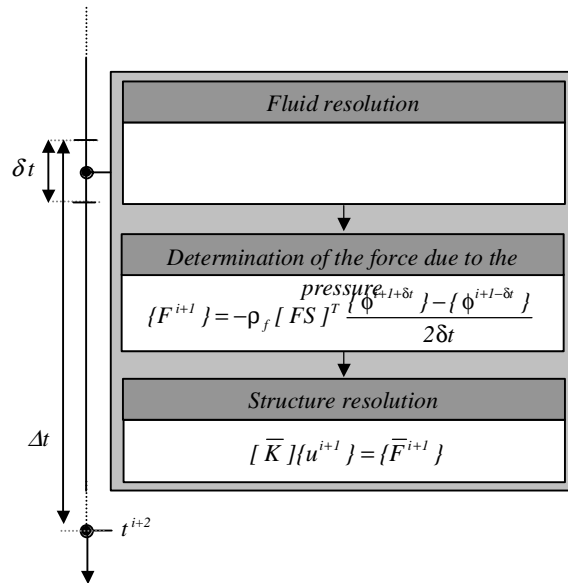 Fluid resolution
δt
Determination of the force due to the
pressure
{F^{i+1}} = −ρ_f [FS]^T ({ϕ^{i+1+δt}} − {ϕ^{i+1−δt}}) / 2δt
Structure resolution
Δt
[K̅]{u^{i+1}} = {F̅^{i+1}}
t^{i+2}